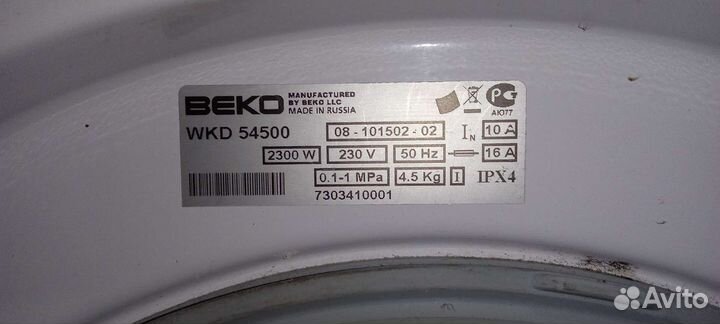 BEKO
MANUFACTURED
BY BEKO LLC
MADE IN RUSSIA
РС
АЮ77
WKD 54500
08 - 101502 - 02
IN 10 A
2300 W 230 V 50 Hz 16 A
0.1-1 MPa 4.5 Kg I IPX4
7303410001
Avito